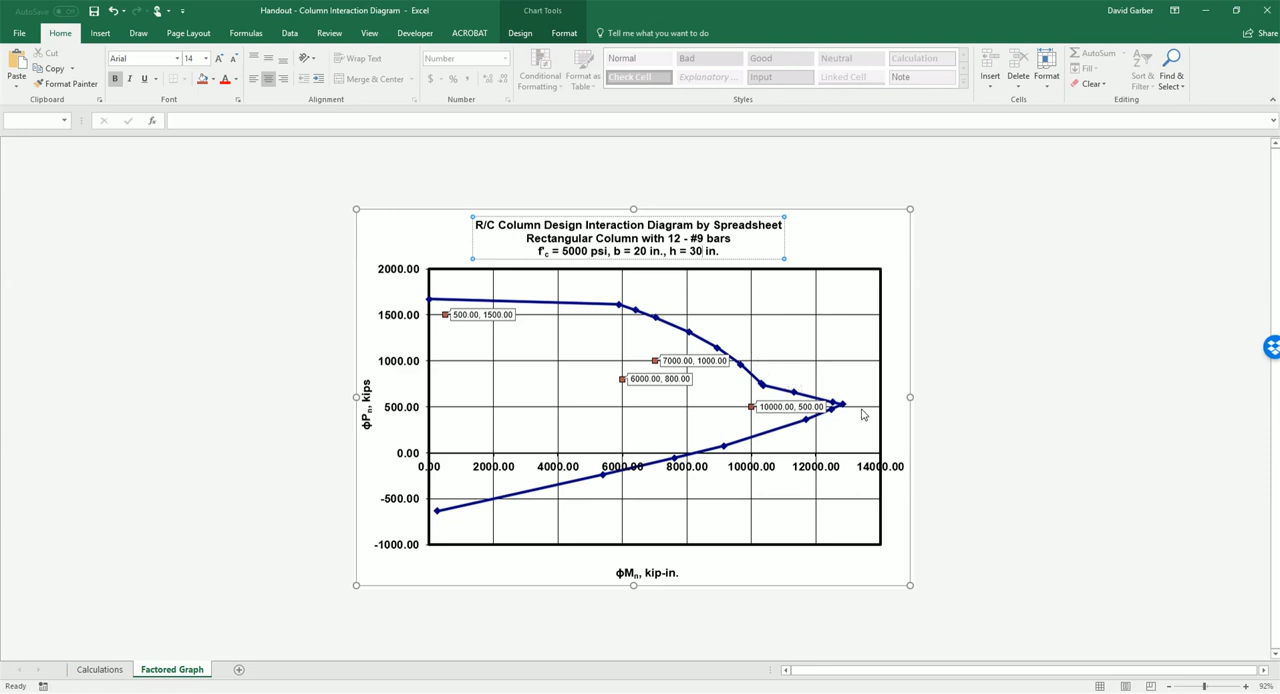 AutoSave Off
Handout - Column Interaction Diagram - Excel
Chart Tools
David Garber
File Home Insert Draw Page Layout Formulas Data Review View Developer ACROBAT Design Format Tell me what you want to do Share
Paste
Cut
Copy
Format Painter
Clipboard
Arial 14
B I U
Font
Wrap Text
Merge & Center
Alignment
Number
$ % ,
Number
Conditional Formatting
Format as Table
Normal Bad Good Neutral Calculation
Check Cell Explanatory ... Input Linked Cell Note
Styles
Insert Delete Format
Cells
AutoSum
Fill
Clear
Sort & Filter
Find & Select
Editing
fx
R/C Column Design Interaction Diagram by Spreadsheet
Rectangular Column with 12 - #9 bars
f'c = 5000 psi, b = 20 in., h = 30 in.
2000.00
1500.00
1000.00
500.00
0.00
-500.00
-1000.00
ϕPn, kips
500.00, 1500.00
7000.00, 1000.00
6000.00, 800.00
10000.00, 500.00
0.00 2000.00 4000.00 6000.00 8000.00 10000.00 12000.00 14000.00
ϕMn, kip-in.
Calculations Factored Graph
Ready
92%